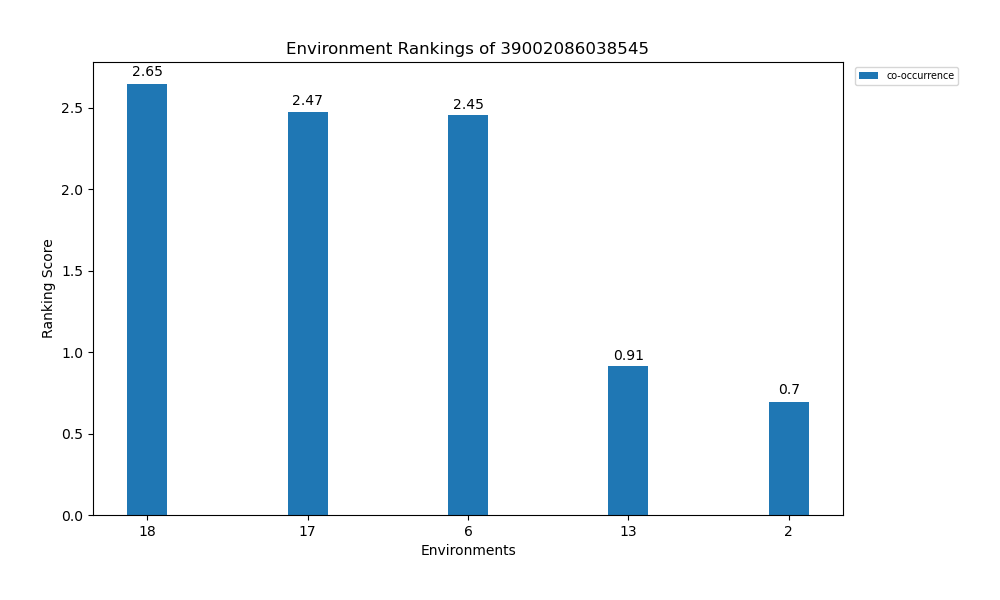 Environment Rankings of 39002086038545
co-occurrence
2.65
2.47
2.45
0.91
0.7
Ranking Score
2.5
2.0
1.5
1.0
0.5
0.0
18 17 6 13 2
Environments